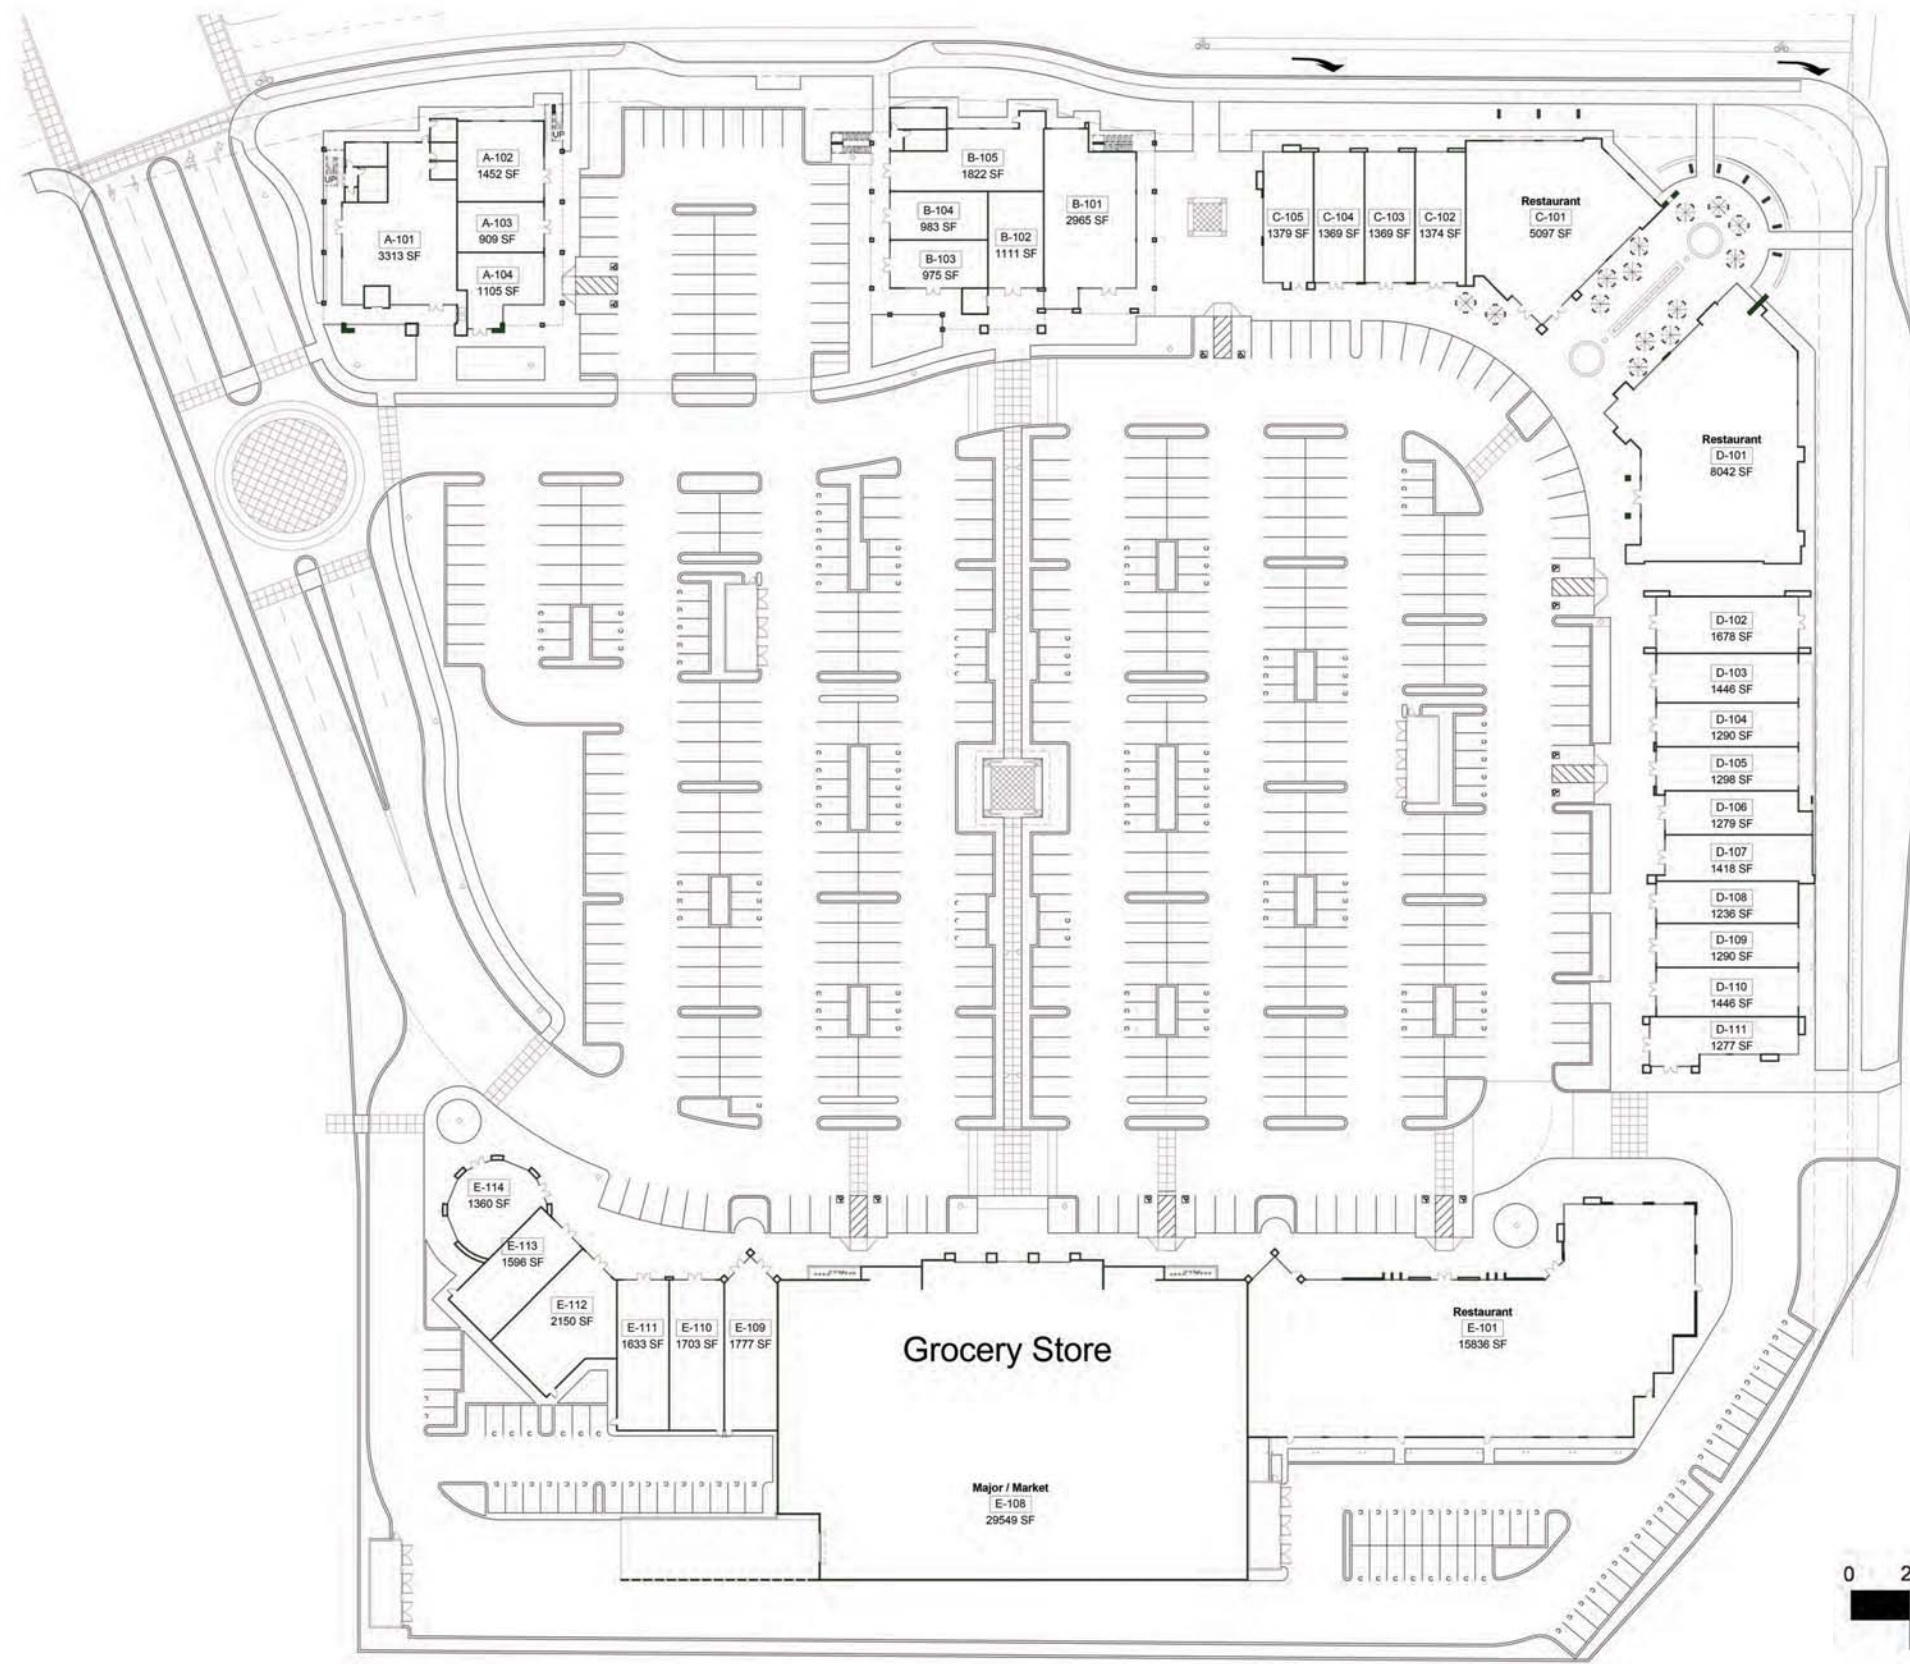 UP
UP
A-102
1452 SF
A-103
909 SF
A-101
3313 SF
A-104
1105 SF
B-105
1822 SF
B-104
983 SF
B-103
975 SF
B-102
1111 SF
B-101
2965 SF
C-105
1379 SF
C-104
1369 SF
C-103
1369 SF
C-102
1374 SF
Restaurant
C-101
5097 SF
Restaurant
D-101
8042 SF
D-102
1678 SF
D-103
1446 SF
D-104
1290 SF
D-105
1298 SF
D-106
1279 SF
D-107
1418 SF
D-108
1236 SF
D-109
1290 SF
D-110
1446 SF
D-111
1277 SF
E-114
1360 SF
E-113
1596 SF
E-112
2150 SF
E-111
1633 SF
E-110
1703 SF
E-109
1777 SF
Grocery Store
Major / Market
E-108
29549 SF
Restaurant
E-101
15836 SF
0 2